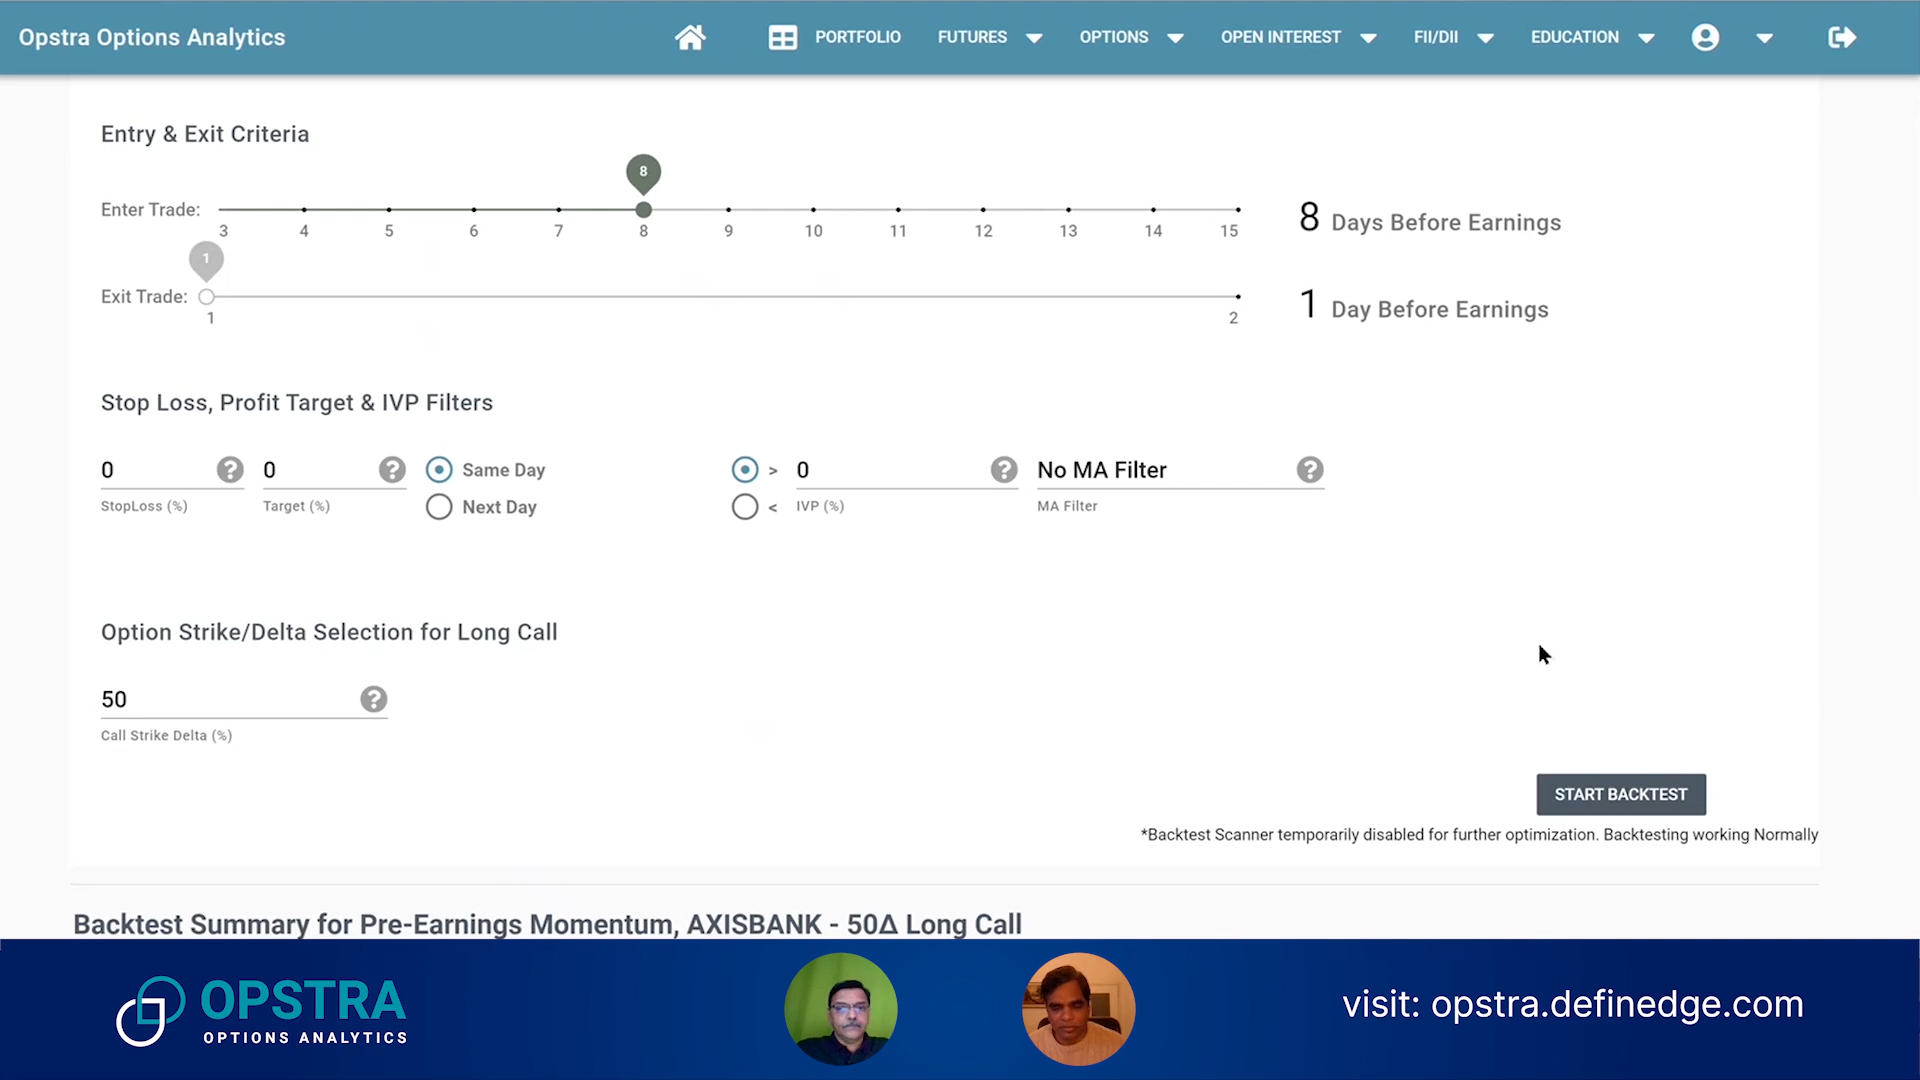 Opstra Options Analytics
PORTFOLIO FUTURES OPTIONS OPEN INTEREST FII/DII EDUCATION
Entry & Exit Criteria
8
Enter Trade:
3 4 5 6 7 8 9 10 11 12 13 14 15
8 Days Before Earnings
1
Exit Trade:
1 2
1 Day Before Earnings
Stop Loss, Profit Target & IVP Filters
0 ? 0 ? Same Day > 0 ? No MA Filter ?
StopLoss (%) Target (%) Next Day < IVP (%) MA Filter
Option Strike/Delta Selection for Long Call
50 ?
Call Strike Delta (%)
START BACKTEST
*Backtest Scanner temporarily disabled for further optimization. Backtesting working Normally
Backtest Summary for Pre-Earnings Momentum, AXISBANK - 50Δ Long Call
OPSTRA
OPTIONS ANALYTICS
visit: opstra.definedge.com